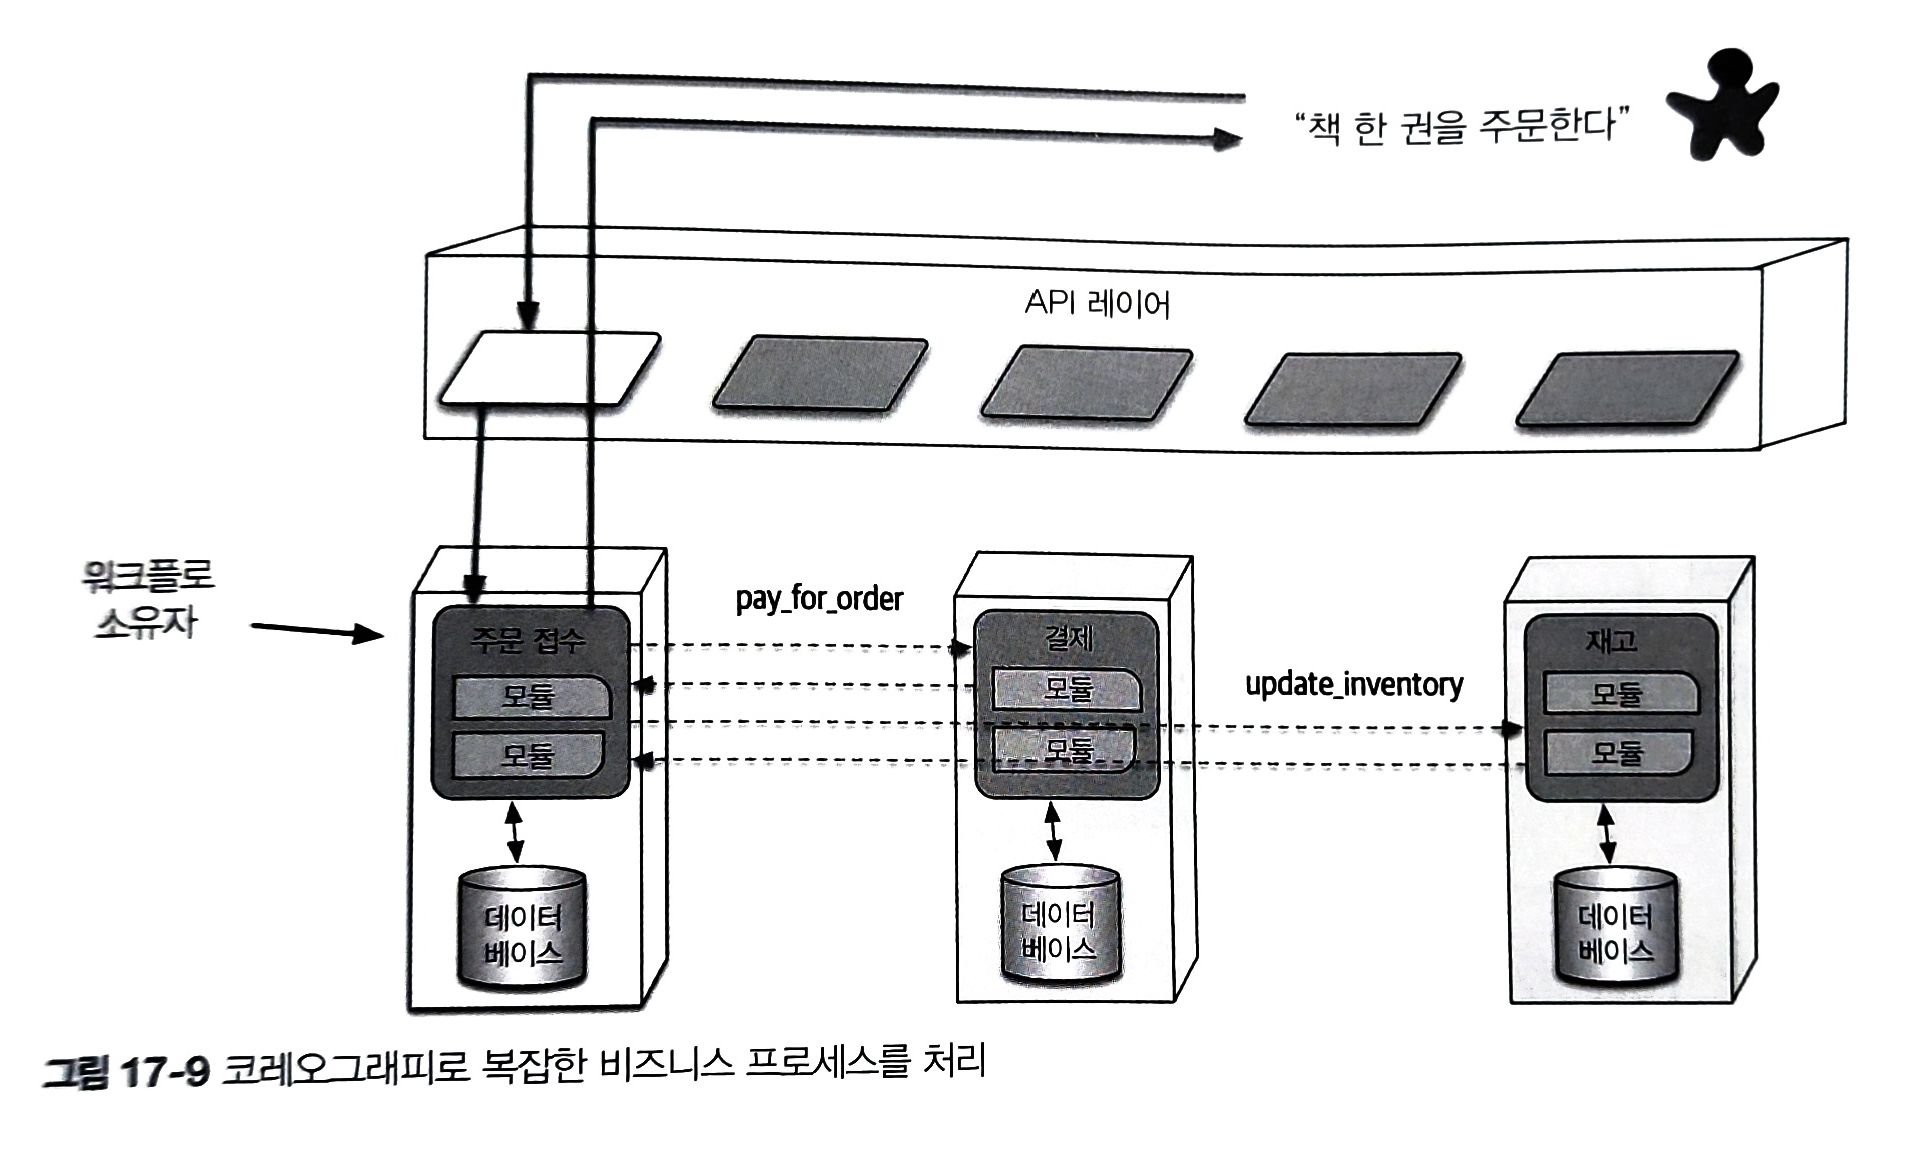 “책 한 권을 주문한다”
API 레이어
워크플로
소유자
pay_for_order
update_inventory
주문 접수
모듈
모듈
데이터
베이스
결제
모듈
모듈
데이터
베이스
재고
모듈
모듈
데이터
베이스
그림 17-9 코레오그래피로 복잡한 비즈니스 프로세스를 처리